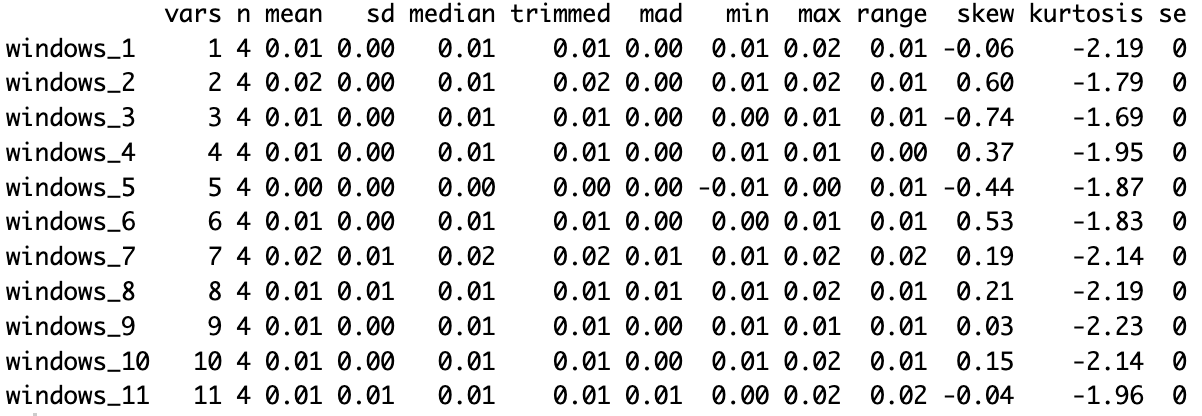 vars n mean sd median trimmed mad min max range skew kurtosis se
windows_1 1 4 0.01 0.00 0.01 0.01 0.00 0.01 0.02 0.01 -0.06 -2.19 0
windows_2 2 4 0.02 0.00 0.01 0.02 0.00 0.01 0.02 0.01 0.60 -1.79 0
windows_3 3 4 0.01 0.00 0.01 0.01 0.00 0.00 0.01 0.01 -0.74 -1.69 0
windows_4 4 4 0.01 0.00 0.01 0.01 0.00 0.01 0.01 0.00 0.37 -1.95 0
windows_5 5 4 0.00 0.00 0.00 0.00 0.00 -0.01 0.00 0.01 -0.44 -1.87 0
windows_6 6 4 0.01 0.00 0.01 0.01 0.00 0.00 0.01 0.01 0.53 -1.83 0
windows_7 7 4 0.02 0.01 0.02 0.02 0.01 0.01 0.02 0.02 0.19 -2.14 0
windows_8 8 4 0.01 0.01 0.01 0.01 0.01 0.01 0.02 0.01 0.21 -2.19 0
windows_9 9 4 0.01 0.00 0.01 0.01 0.00 0.01 0.01 0.01 0.03 -2.23 0
windows_10 10 4 0.01 0.00 0.01 0.01 0.00 0.01 0.02 0.01 0.15 -2.14 0
windows_11 11 4 0.01 0.01 0.01 0.01 0.01 0.00 0.02 0.02 -0.04 -1.96 0